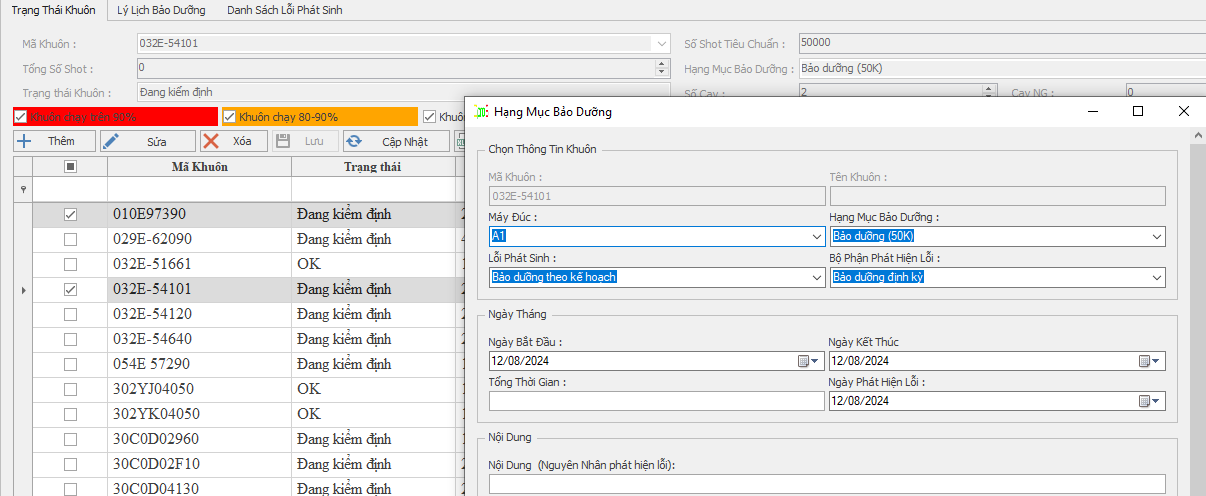 Trạng Thái Khuôn Lý Lịch Bảo Dưỡng Danh Sách Lỗi Phát Sinh
Mã Khuôn : 032E-54101 Số Shot Tiêu Chuẩn : 50000
Tổng Số Shot : 0 Hạng Mục Bảo Dưỡng : Bảo dưỡng (50K)
Trạng thái Khuôn : Đang kiểm định Số Cav : 2 Cav NG : 0
Khuôn chạy trên 90% Khuôn chạy 80-90% Khuôn
Thêm Sửa Xóa Lưu Cập Nhật
Mã Khuôn Trạng thái
010E97390 Đang kiểm định
029E-62090 Đang kiểm định
032E-51661 OK
032E-54101 Đang kiểm định
032E-54120 Đang kiểm định
032E-54640 Đang kiểm định
054E 57290 Đang kiểm định
302YJ04050 OK
302YK04050 OK
30C0D02960 Đang kiểm định
30C0D02F10 Đang kiểm định
30C0D04130 Đang kiểm định
Hạng Mục Bảo Dưỡng
Chọn Thông Tin Khuôn
Mã Khuôn : Tên Khuôn :
032E-54101
Máy Đúc : Hạng Mục Bảo Dưỡng :
A1 Bảo dưỡng (50K)
Lỗi Phát Sinh : Bộ Phận Phát Hiện Lỗi :
Bảo dưỡng theo kế hoạch Bảo dưỡng định kỳ
Ngày Tháng
Ngày Bắt Đầu : Ngày Kết Thúc
12/08/2024 12/08/2024
Tổng Thời Gian : Ngày Phát Hiện Lỗi :
12/08/2024
Nội Dung
Nội Dung (Nguyên Nhân phát hiện lỗi):